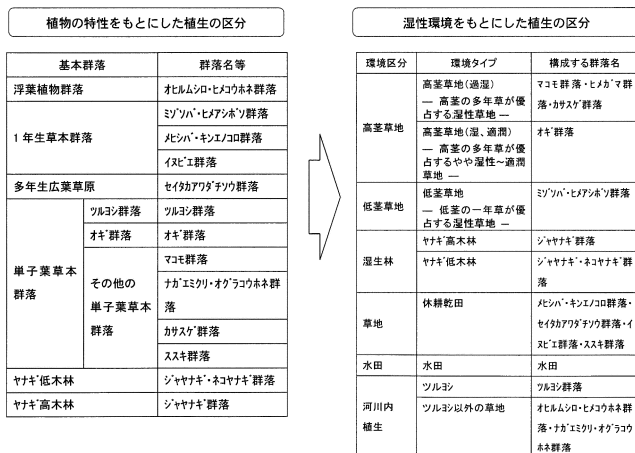 植物の特性をもとにした植生の区分
基本群落 群落名等
浮葉植物群落 オヒルムシロ・ヒメコウホネ群落
1年生草本群落 ミゾソバ・ヒメアシボソ群落
メヒシバ・キンエノコロ群落
イヌビエ群落
多年生広葉草原 セイタカアワダチソウ群落
単子葉草本
群落
ツルヨシ群落 ツルヨシ群落
オギ群落 オギ群落
その他の
単子葉草本
群落
マコモ群落
ナガエミクリ・オグラコウホネ群
落
カサスゲ群落
ススキ群落
ヤナギ低木林 ジャヤナギ・ネコヤナギ群落
ヤナギ高木林 ジャヤナギ群落
湿性環境をもとにした植生の区分
環境区分 環境タイプ 構成する群落名
高茎草地
高茎草地(過湿)
― 高茎の多年草が優
占する湿性草地 ―
マコモ群落・ヒメガマ群
落・カサスゲ群落
高茎草地(湿、適潤)
― 高茎の多年草が優
占するやや湿性～適潤
草地 ―
オギ群落
低茎草地
低茎草地
― 低茎の一年草が優
占する湿性草地 ―
ミゾソバ・ヒメアシボソ群落
湿生林
ヤナギ高木林 ジャヤナギ群落
ヤナギ低木林 ジャヤナギ・ネコヤナギ群
落
草地
休耕乾田
メヒシバ・キンエノコロ群落・
セイタカアワダチソウ群落・イ
ヌビエ群落・ススキ群落
水田 水田 水田
河川内
植生
ツルヨシ ツルヨシ群落
ツルヨシ以外の草地
オヒルムシロ・ヒメコウホネ群
落・ナガエミクリ・オグラコウ
ホネ群落